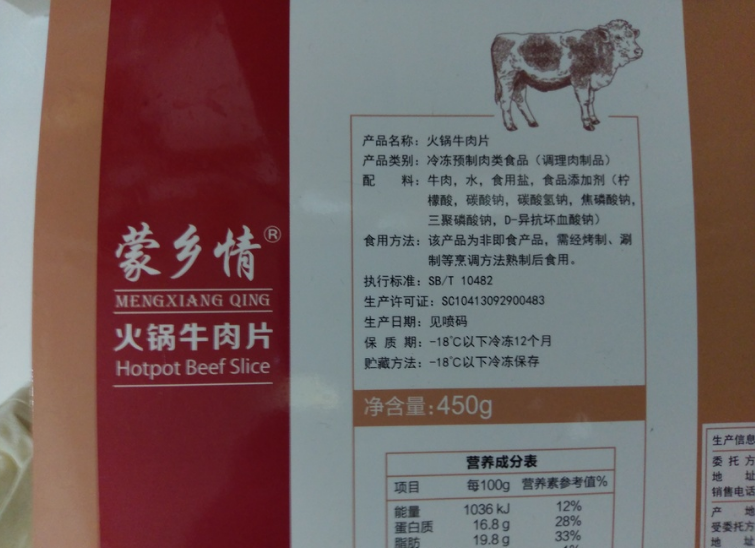 蒙乡情®
MENGXIANG QING
火锅牛肉片
Hotpot Beef Slice
产品名称：火锅牛肉片
产品类别：冷冻预制肉类食品（调理肉制品）
配 料：牛肉，水，食用盐，食品添加剂（柠
檬酸，碳酸钠，碳酸氢钠，焦磷酸钠，
三聚磷酸钠，D-异抗坏血酸钠）
食用方法：该产品为非即食产品，需经烤制、涮
制等烹调方法熟制后食用。
执行标准：SB/T 10482
生产许可证：SC10413092900483
生产日期：见喷码
保 质 期：-18℃以下冷冻12个月
贮藏方法：-18℃以下冷冻保存
净含量：450g
营养成分表
项目 每100g 营养素参考值%
能量 1036 kJ 12%
蛋白质 16.8 g 28%
脂肪 19.8 g 33%
生产信息
委 托 方
地 址
销售电话
产 地
受委托方
地 址